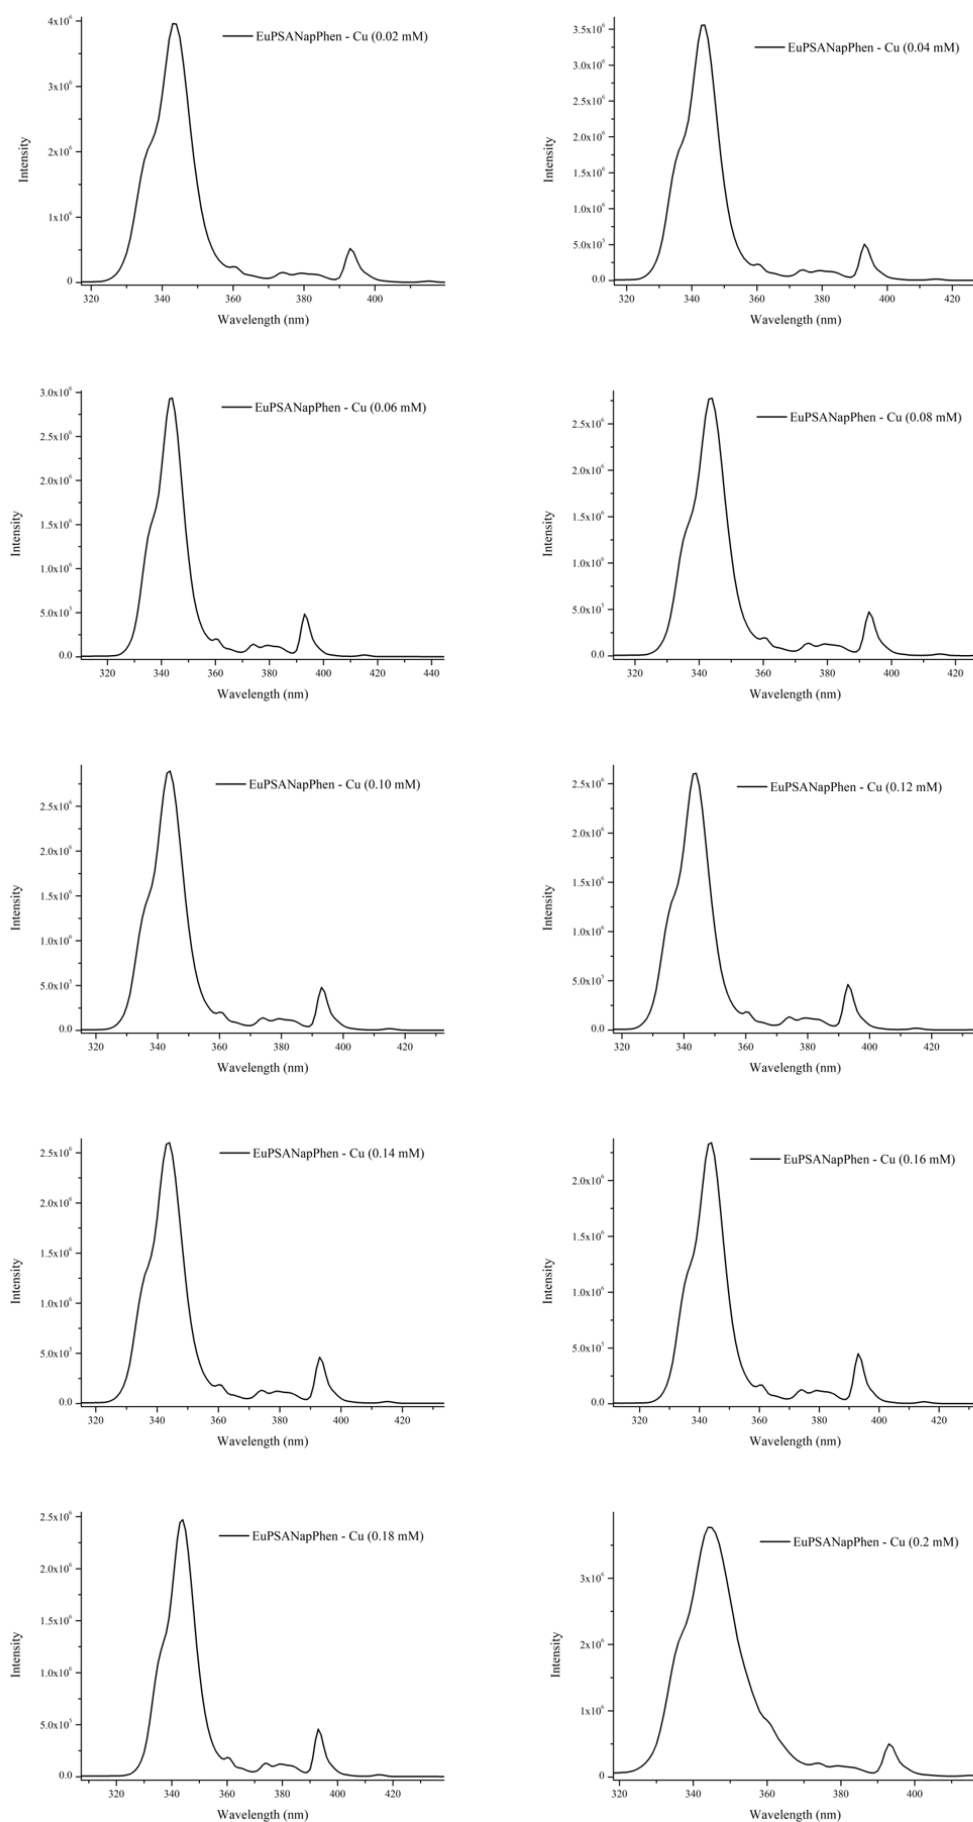 4x10⁶
3x10⁶
2x10⁶
1x10⁶
0
Intensity
EuPSANapPhen - Cu (0.02 mM)
320 340 360 380 400
Wavelength (nm)
3.5x10⁶
3.0x10⁶
2.5x10⁶
2.0x10⁶
1.5x10⁶
1.0x10⁶
5.0x10⁵
0.0
Intensity
EuPSANapPhen - Cu (0.04 mM)
320 340 360 380 400 420
Wavelength (nm)
3.0x10⁶
2.5x10⁶
2.0x10⁶
1.5x10⁶
1.0x10⁶
5.0x10⁵
0.0
Intensity
EuPSANapPhen - Cu (0.06 mM)
320 340 360 380 400 420 440
Wavelength (nm)
2.5x10⁶
2.0x10⁶
1.5x10⁶
1.0x10⁶
5.0x10⁵
0.0
Intensity
EuPSANapPhen - Cu (0.08 mM)
320 340 360 380 400 420
Wavelength (nm)
2.5x10⁶
2.0x10⁶
1.5x10⁶
1.0x10⁶
5.0x10⁵
0.0
Intensity
EuPSANapPhen - Cu (0.10 mM)
320 340 360 380 400 420
Wavelength (nm)
2.5x10⁶
2.0x10⁶
1.5x10⁶
1.0x10⁶
5.0x10⁵
0.0
Intensity
EuPSANapPhen - Cu (0.12 mM)
320 340 360 380 400 420
Wavelength (nm)
2.5x10⁶
2.0x10⁶
1.5x10⁶
1.0x10⁶
5.0x10⁵
0.0
Intensity
EuPSANapPhen - Cu (0.14 mM)
320 340 360 380 400 420
Wavelength (nm)
2.0x10⁶
1.5x10⁶
1.0x10⁶
5.0x10⁵
0.0
Intensity
EuPSANapPhen - Cu (0.16 mM)
320 340 360 380 400 420
Wavelength (nm)
2.5x10⁶
2.0x10⁶
1.5x10⁶
1.0x10⁶
5.0x10⁵
0.0
Intensity
EuPSANapPhen - Cu (0.18 mM)
320 340 360 380 400 420
Wavelength (nm)
3x10⁶
2x10⁶
1x10⁶
0
Intensity
EuPSANapPhen - Cu (0.2 mM)
320 340 360 380 400
Wavelength (nm)